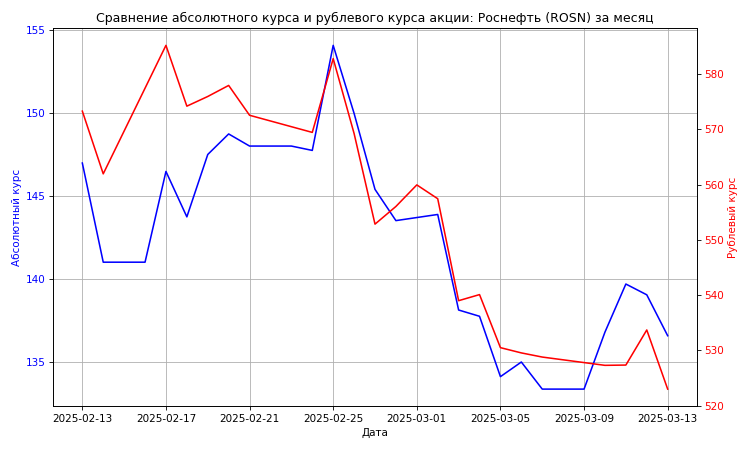 Сравнение абсолютного курса и рублевого курса акции: Роснефть (ROSN) за месяц
155
150
145
140
135
Абсолютный курс
580
570
560
550
540
530
520
Рублевый курс
2025-02-13 2025-02-17 2025-02-21 2025-02-25 2025-03-01 2025-03-05 2025-03-09 2025-03-13
Дата